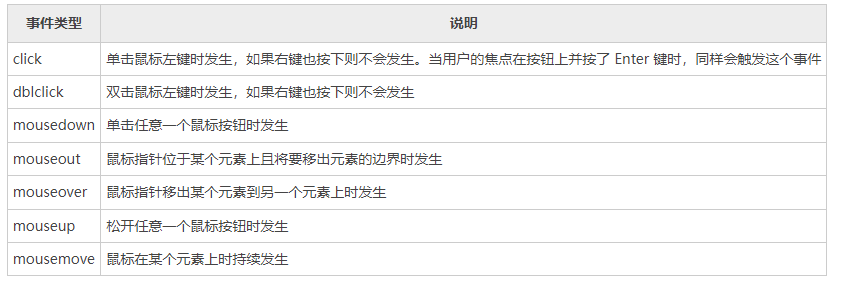 事件类型 说明
click 单击鼠标左键时发生，如果右键也按下则不会发生。当用户的焦点在按钮上并按了 Enter 键时，同样会触发这个事件
dblclick 双击鼠标左键时发生，如果右键也按下则不会发生
mousedown 单击任意一个鼠标按钮时发生
mouseout 鼠标指针位于某个元素上且将要移出元素的边界时发生
mouseover 鼠标指针移出某个元素到另一个元素上时发生
mouseup 松开任意一个鼠标按钮时发生
mousemove 鼠标在某个元素上时持续发生